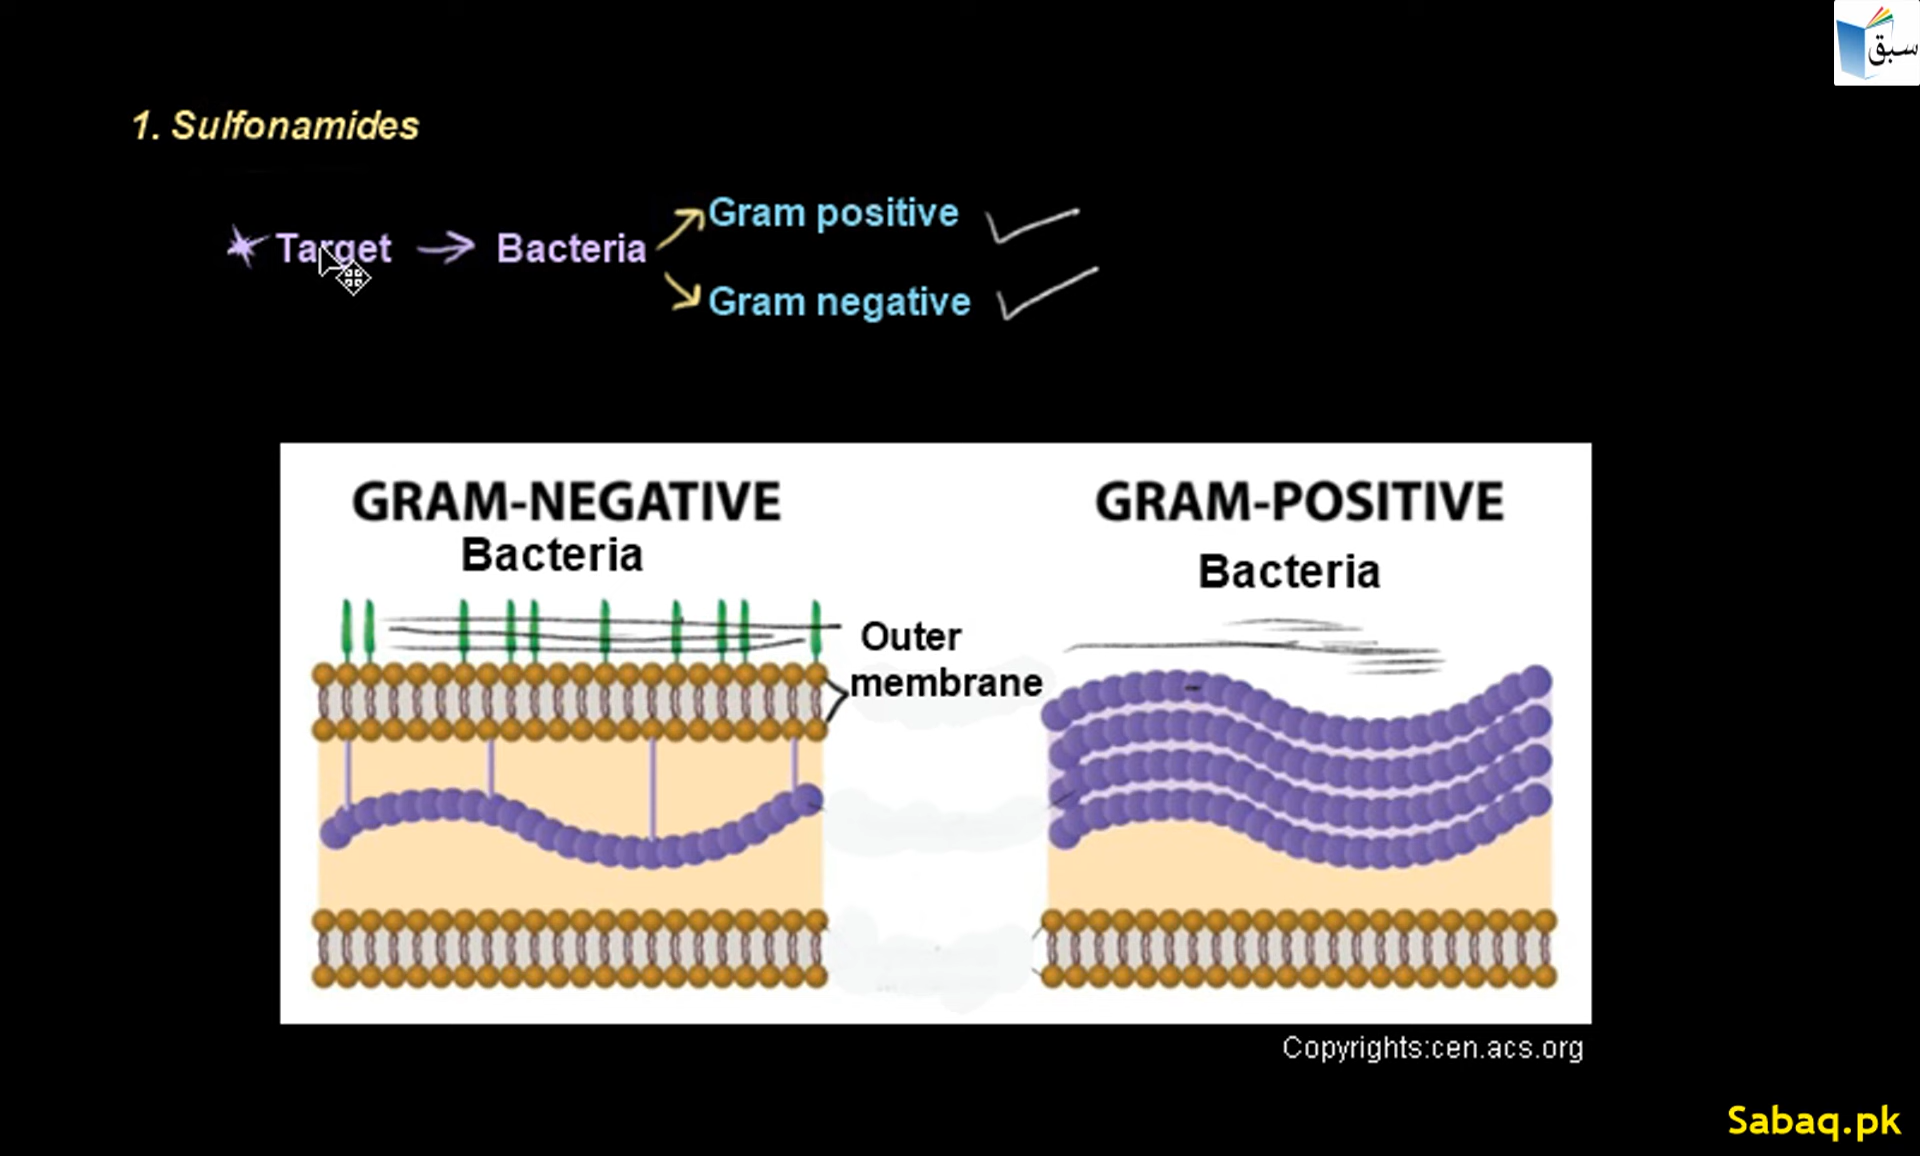 سبق
1. Sulfonamides
Gram positive
Target → Bacteria
Gram negative
GRAM-NEGATIVE
Bacteria
GRAM-POSITIVE
Bacteria
Outer
membrane
Copyrights:cen.acs.org
Sabaq.pk